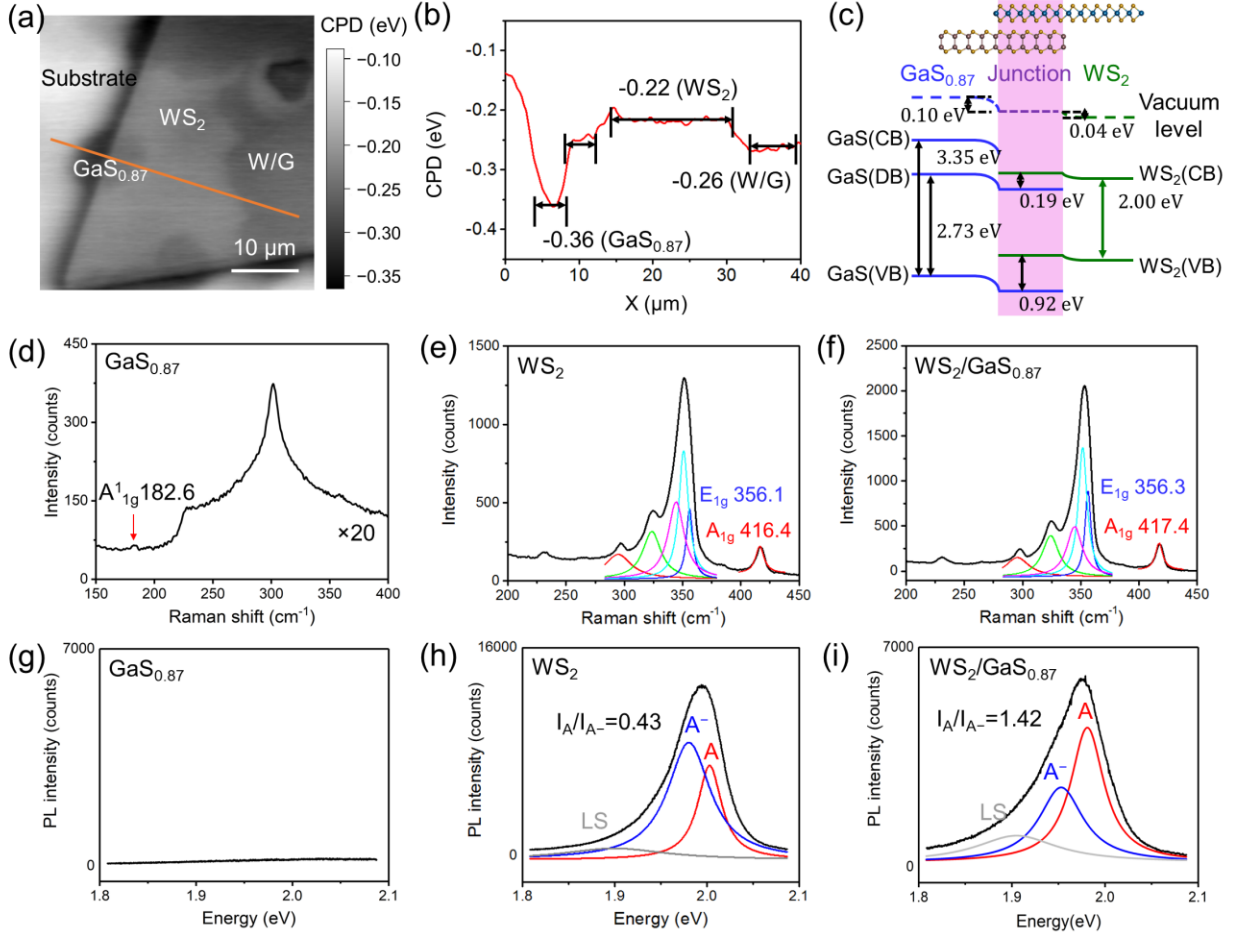 (a)
Substrate
WS₂
GaS₀.₈₇
W/G
10 μm
CPD (eV)
−0.10
−0.15
−0.20
−0.25
−0.30
−0.35
(b)
CPD (eV)
-0.1
-0.2
-0.3
-0.4
-0.22 (WS₂)
-0.26 (W/G)
-0.36 (GaS₀.₈₇)
0 10 20 30 40
X (μm)
(c)
GaS₀.₈₇ Junction WS₂
0.10 eV
0.04 eV
Vacuum
level
GaS(CB)
3.35 eV
GaS(DB)
WS₂(CB)
0.19 eV
2.00 eV
2.73 eV
WS₂(VB)
GaS(VB)
0.92 eV
(d)
GaS₀.₈₇
Intensity (counts)
450
300
150
0
A¹₁g182.6
×20
150 200 250 300 350 400
Raman shift (cm⁻¹)
(e)
WS₂
Intensity (counts)
1500
1000
500
0
E₁g 356.1
A₁g 416.4
200 250 300 350 400 450
Raman shift (cm⁻¹)
(f)
WS₂/GaS₀.₈₇
Intensity (counts)
2500
2000
1500
1000
500
0
E₁g 356.3
A₁g 417.4
200 250 300 350 400 450
Raman shift (cm⁻¹)
(g)
GaS₀.₈₇
PL intensity (counts)
7000
0
1.8 1.9 2.0 2.1
Energy (eV)
(h)
WS₂
PL intensity (counts)
16000
0
I_A/I_A−=0.43
A⁻
A
LS
1.8 1.9 2.0 2.1
Energy (eV)
(i)
WS₂/GaS₀.₈₇
PL intensity (counts)
7000
0
I_A/I_A−=1.42
A
A⁻
LS
1.8 1.9 2.0 2.1
Energy(eV)